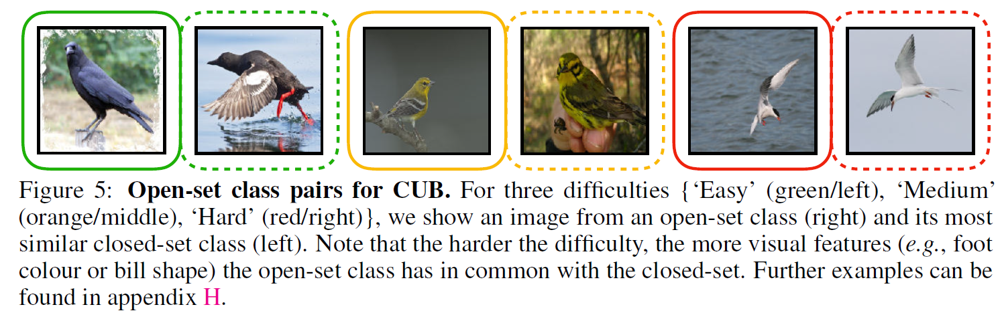 Figure 5: Open-set class pairs for CUB. For three difficulties {‘Easy’ (green/left), ‘Medium’
(orange/middle), ‘Hard’ (red/right)}, we show an image from an open-set class (right) and its most
similar closed-set class (left). Note that the harder the difficulty, the more visual features (e.g., foot
colour or bill shape) the open-set class has in common with the closed-set. Further examples can be
found in appendix H.